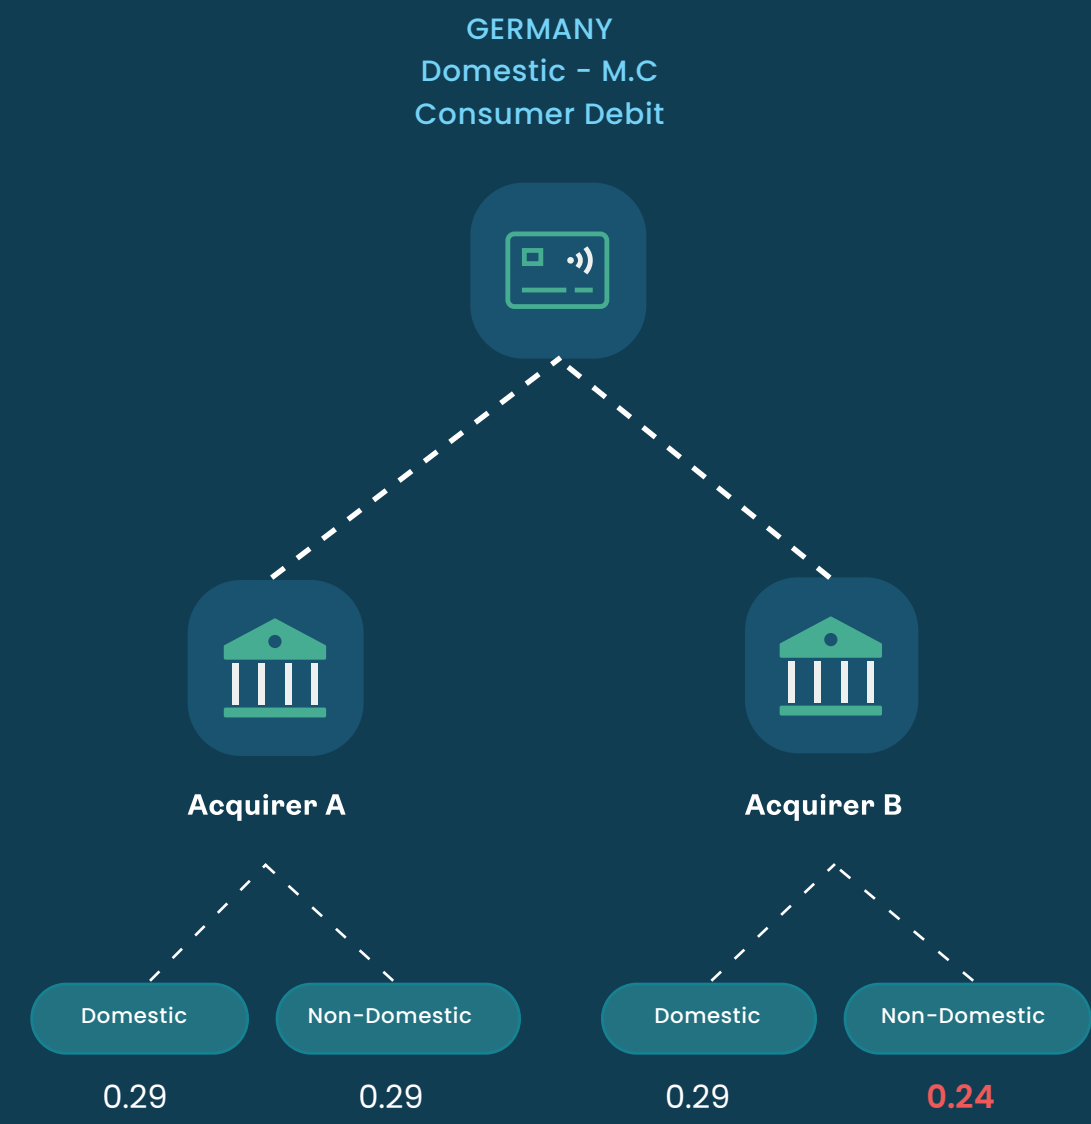 GERMANY
Domestic - M.C
Consumer Debit
Acquirer A
Acquirer B
Domestic
Non-Domestic
Domestic
Non-Domestic
0.29
0.29
0.29
0.24